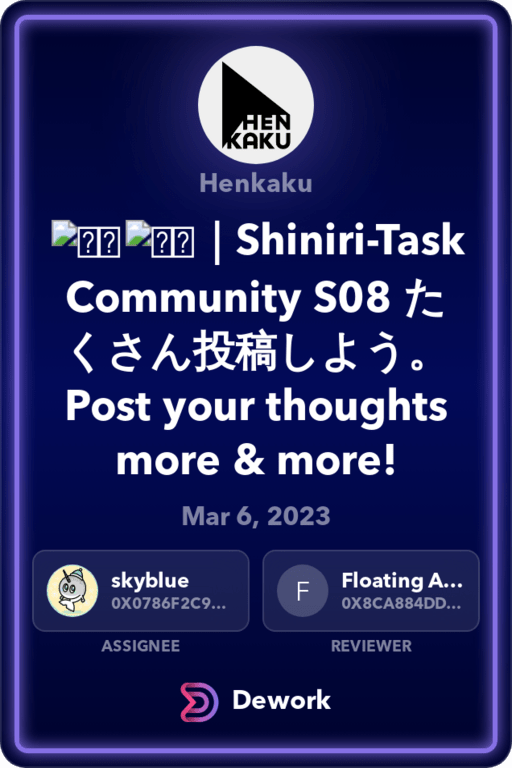 HEN
KAKU
Henkaku
| Shiniri-Task
Community S08 た
くさん投稿しよう。
Post your thoughts
more & more!
Mar 6, 2023
skyblue
0X0786F2C9...
F
Floating A...
0X8CA884DD...
ASSIGNEE
REVIEWER
Dework